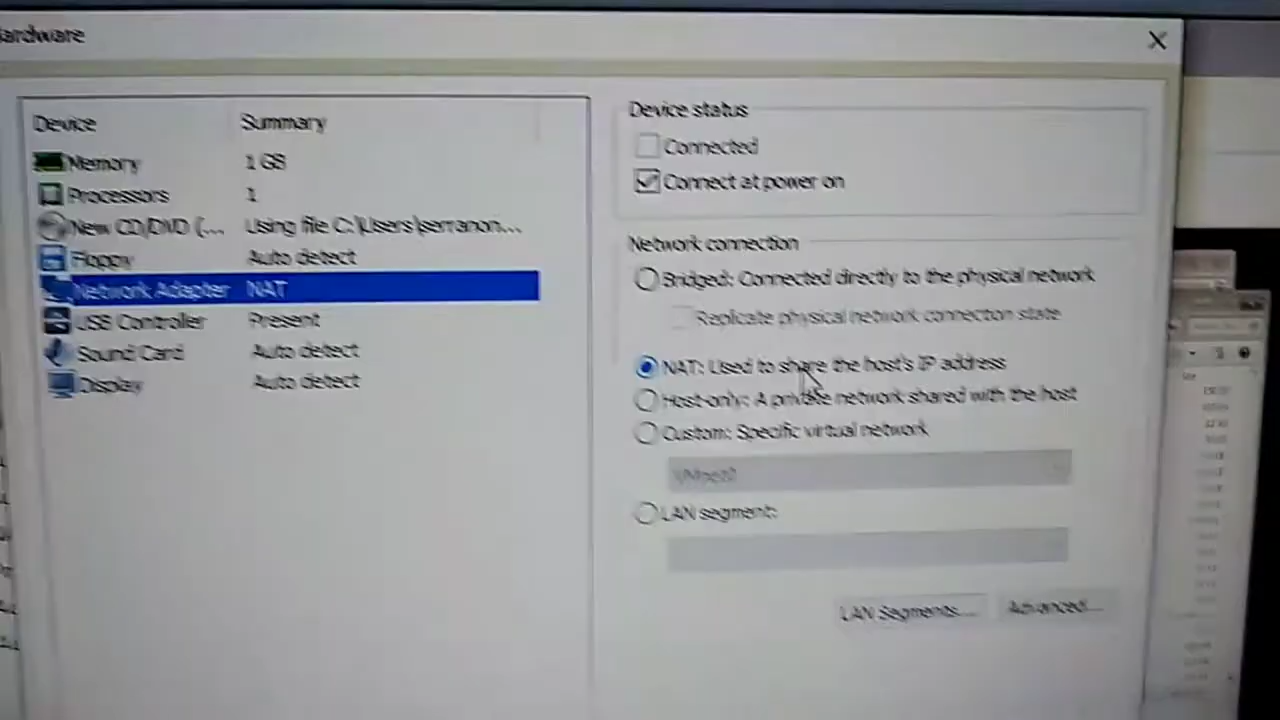 ardware
Device Summary
Memory 1 GB
Processors 1
New CD/DVD (... Using file C:\Users\serranon...
Floppy Auto detect
Network Adapter NAT
USB Controller Present
Sound Card Auto detect
Display Auto detect
Device status
Connected
Connect at power on
Network connection
Bridged: Connected directly to the physical network
Replicate physical network connection state
NAT: Used to share the host's IP address
Host-only: A private network shared with the host
Custom: Specific virtual network
LAN segment:
LAN Segments... Advanced...